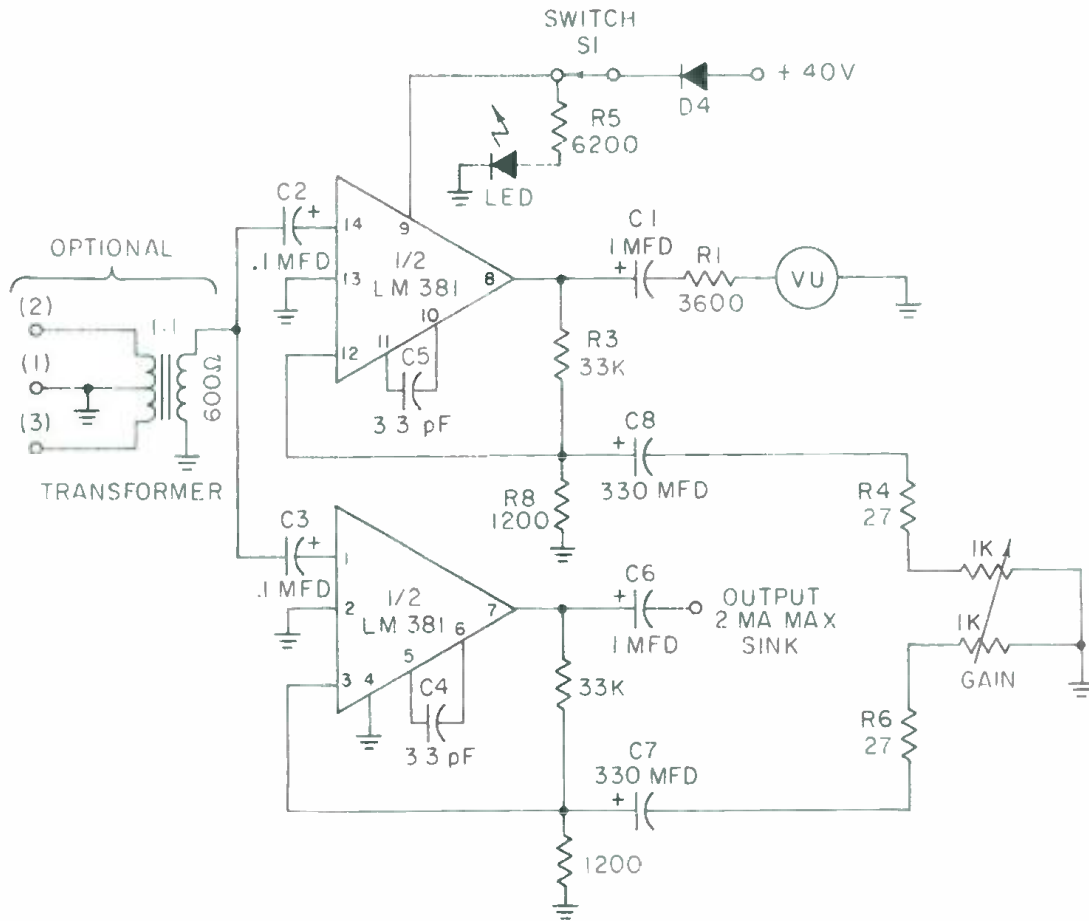 SWITCH
S1
+ 40V
D4
R5
6200
LED
C2
+
.1 MFD
14
13
12
1/2
LM 381
9
8
10
11
C5
3 3 pF
C1
1 MFD
+
R1
3600
VU
OPTIONAL
(2)
(1)
(3)
1:1
600Ω
TRANSFORMER
R3
33K
C8
+
330 MFD
R8
1200
R4
27
C3
+
.1 MFD
1
2
3
4
1/2
LM 381
7
6
5
C4
3 3 pF
C6
+
1 MFD
OUTPUT
2 MA MAX
SINK
33K
1K
1K
GAIN
R6
27
C7
330 MFD
+
1200